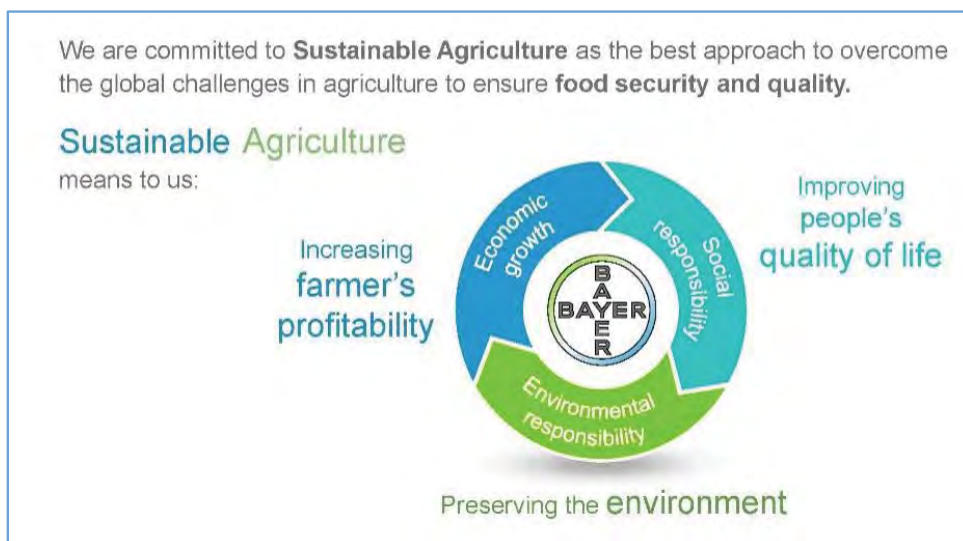 We are committed to Sustainable Agriculture as the best approach to overcome
the global challenges in agriculture to ensure food security and quality.
Sustainable Agriculture
means to us:
Increasing
farmer's
profitability
Economic
growth
Social
responsibility
Improving
people's
quality of life
BAYER
BAYER
Environmental
responsibility
Preserving the environment